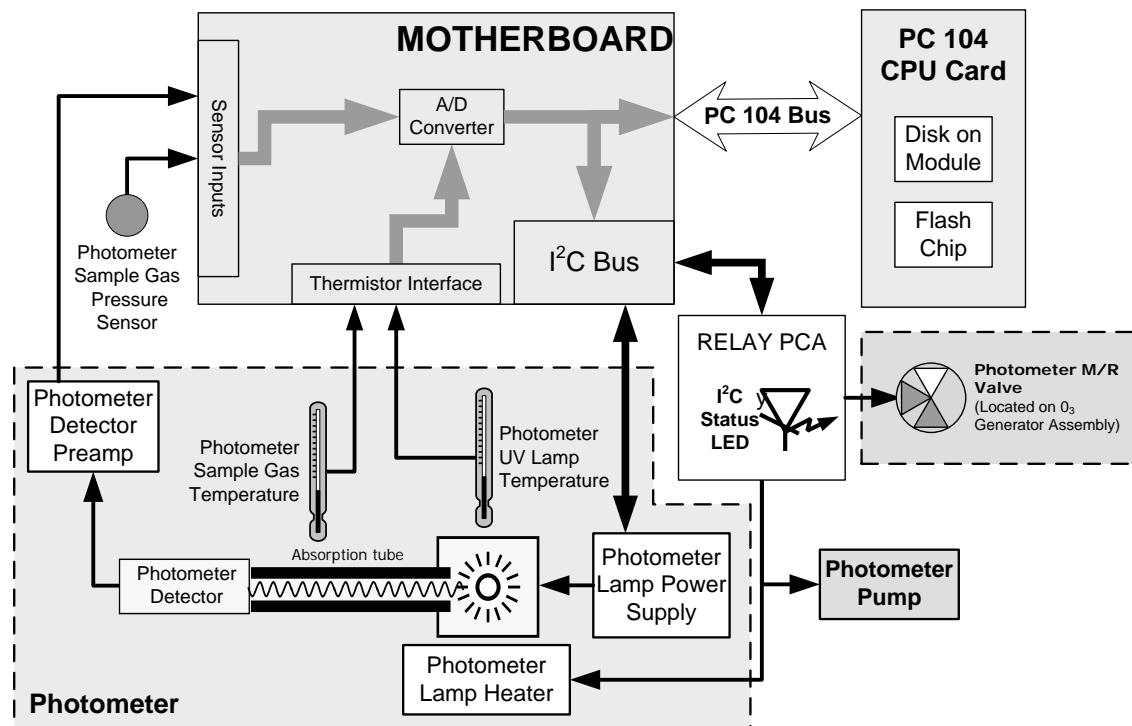 MOTHERBOARD
Sensor Inputs
A/D
Converter
PC 104 Bus
PC 104
CPU Card
Disk on
Module
Flash
Chip
Photometer
Sample Gas
Pressure
Sensor
Thermistor Interface
I²C Bus
RELAY PCA
I²C y
Status
LED
Photometer M/R
Valve
(Located on 0₃
Generator Assembly)
Photometer
Detector
Preamp
Photometer
Sample Gas
Temperature
Photometer
UV Lamp
Temperature
Absorption tube
Photometer
Detector
Photometer
Lamp Power
Supply
Photometer
Pump
Photometer
Lamp Heater
Photometer